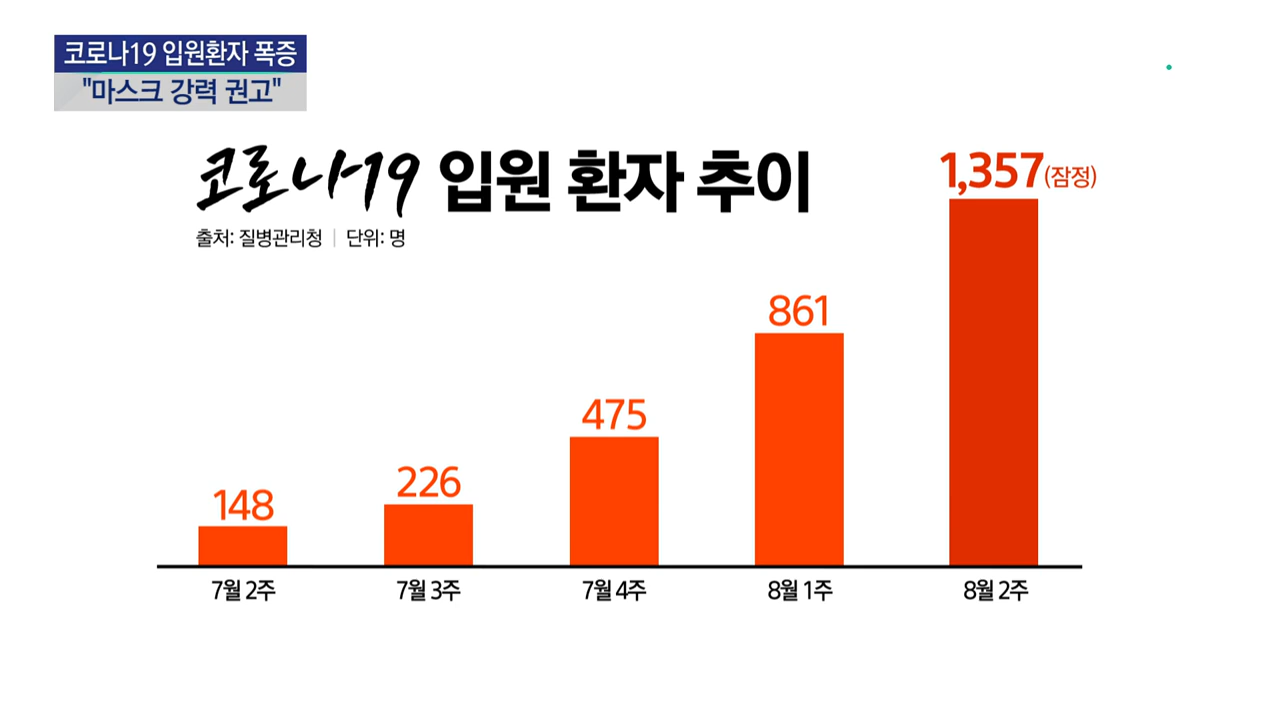 코로나19 입원환자 폭증
"마스크 강력 권고"
코로나19 입원 환자 추이
출처: 질병관리청 | 단위: 명
1,357(잠정)
861
475
226
148
7월 2주 7월 3주 7월 4주 8월 1주 8월 2주